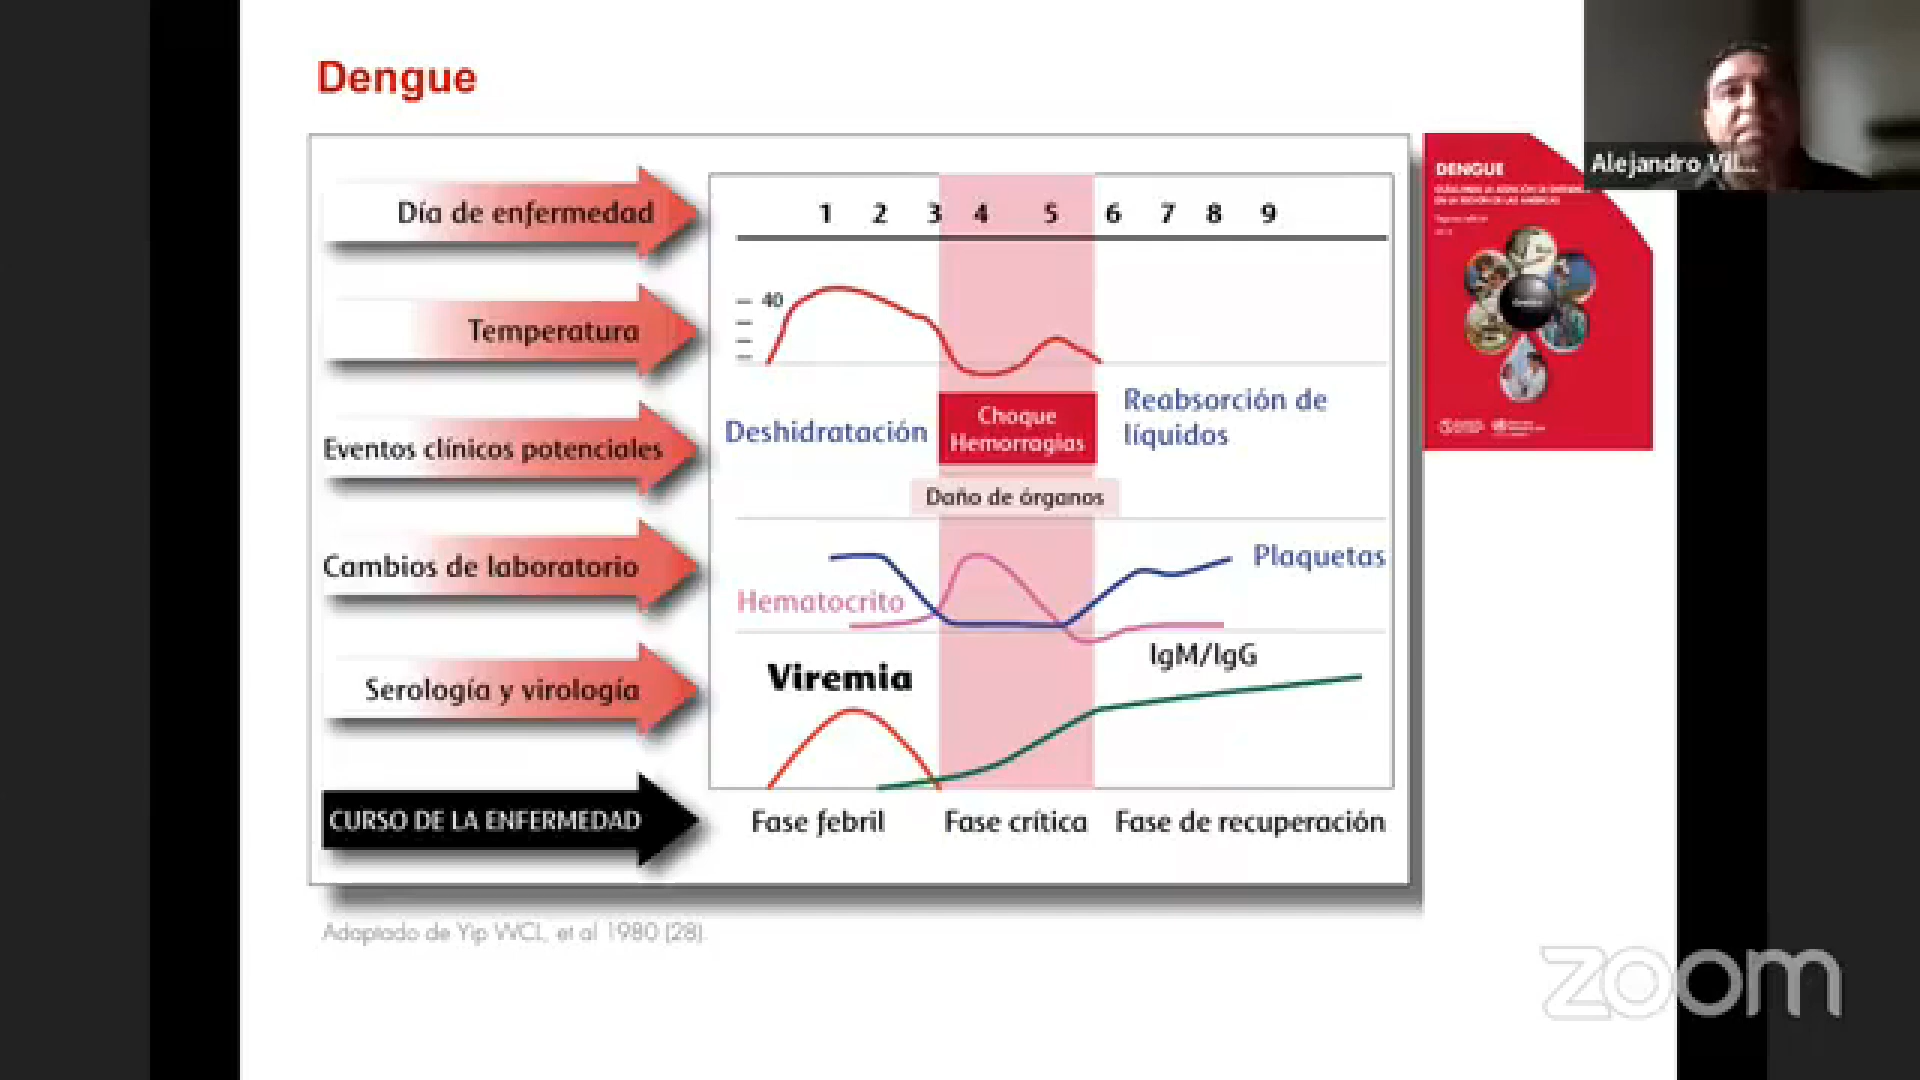 Dengue
Alejandro Vil...
DENGUE
Día de enfermedad
1 2 3 4 5 6 7 8 9
Temperatura
40
Eventos clínicos potenciales
Deshidratación
Choque
Hemorragias
Reabsorción de
líquidos
Daño de órganos
Cambios de laboratorio
Plaquetas
Hematocrito
Serología y virología
Viremia
IgM/IgG
CURSO DE LA ENFERMEDAD
Fase febril
Fase crítica
Fase de recuperación
Adaptado de Yip WCL, et al 1980 (28).
zoom